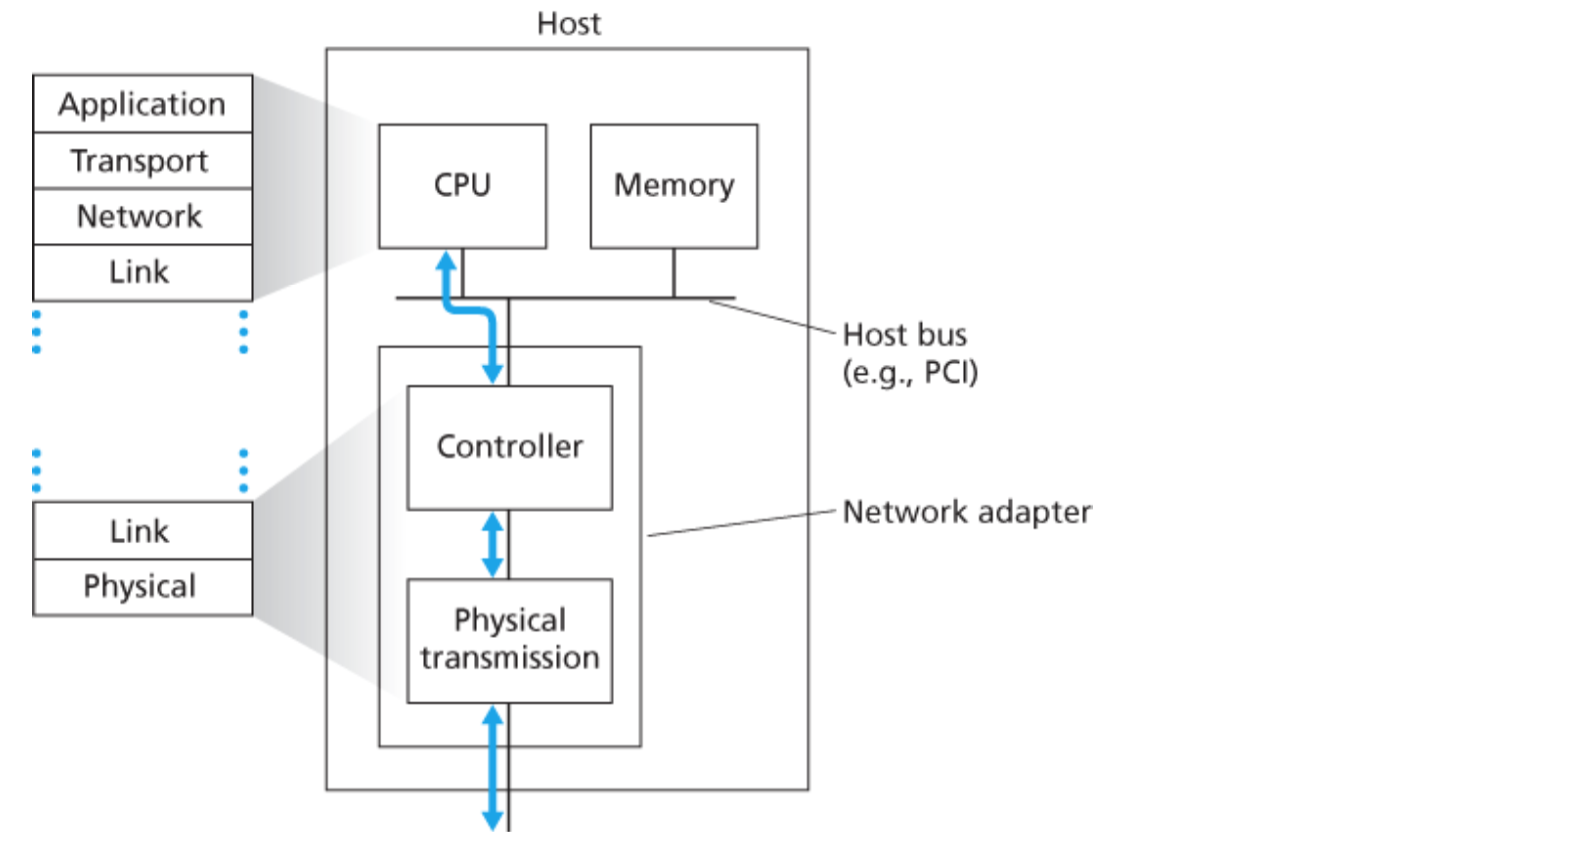 Host
Application
Transport
Network
Link
CPU
Memory
Host bus
(e.g., PCI)
Controller
Network adapter
Link
Physical
Physical
transmission